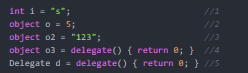 int i = "s"; //1
object o = 5; //2
object o2 = "123"; //3
object o3 = delegate() { return 0; } //4
Delegate d = delegate() { return 0; } //5